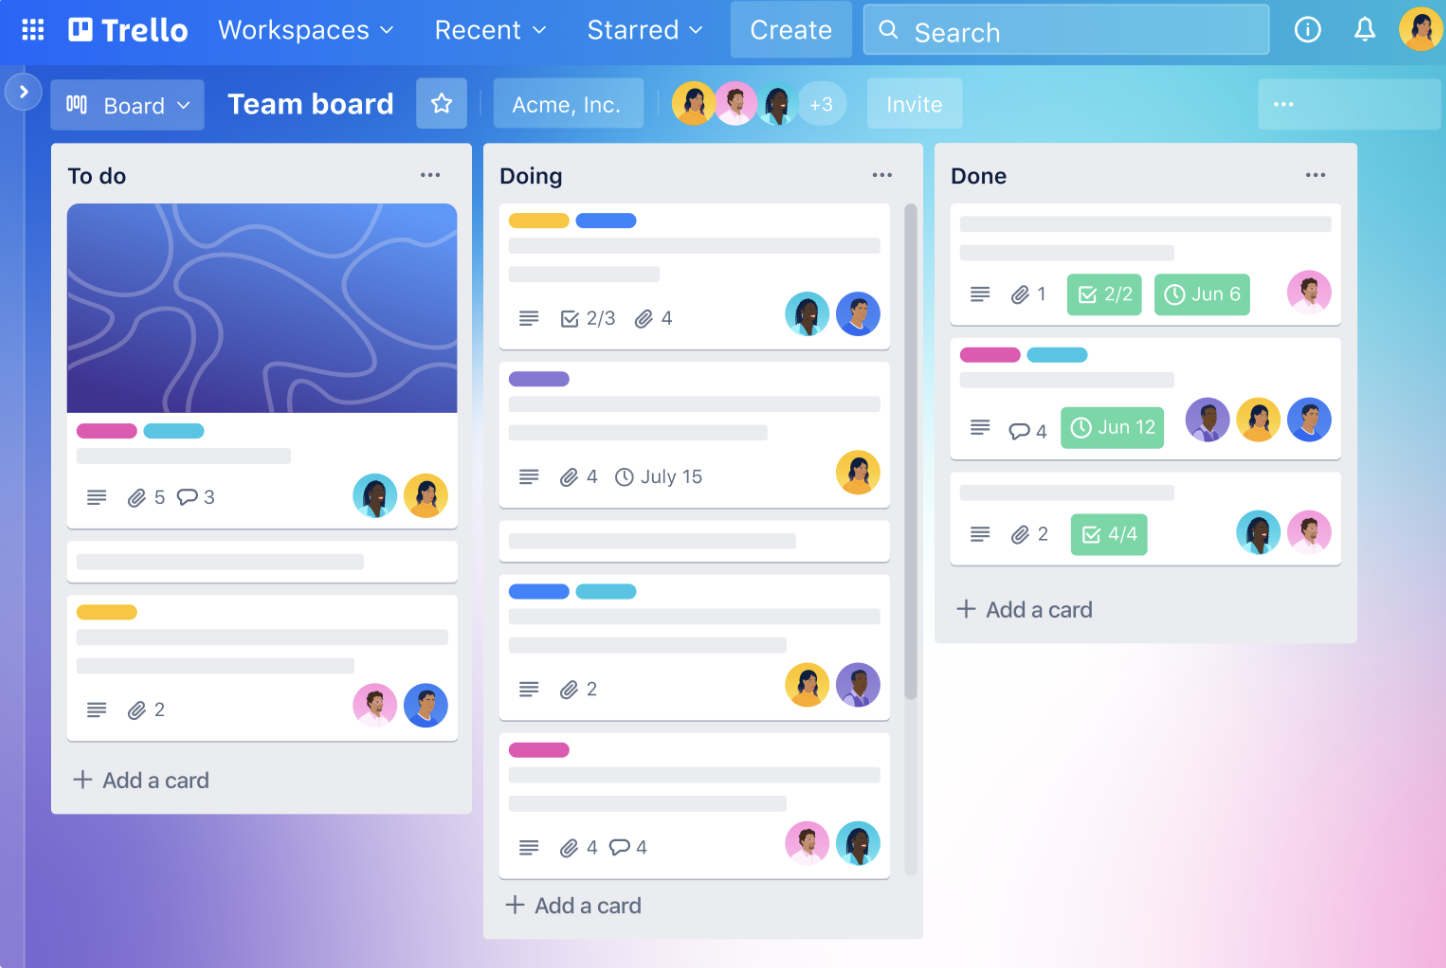 Trello Workspaces Recent Starred Create Search
Board Team board Acme, Inc. +3 Invite
To do
5 3
2
Add a card
Doing
2/3 4
4 July 15
2
4 4
Add a card
Done
1 2/2 Jun 6
4 Jun 12
2 4/4
Add a card